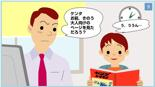 ケンタ
お前、きのう
大人向けの
ページを見た
だろう？
う、ううん…